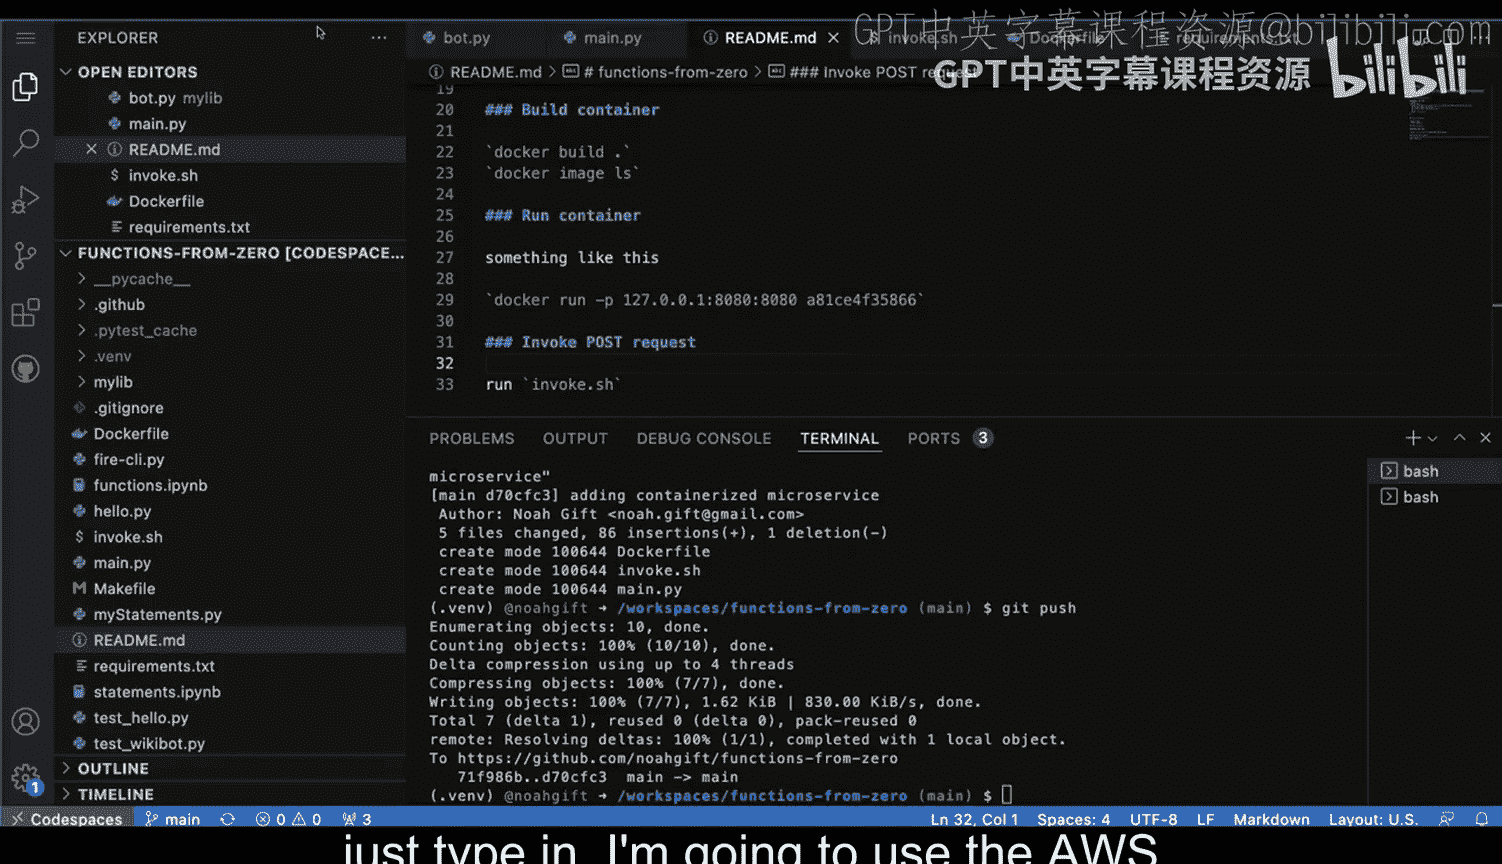 GPT中英字幕课程资源@bilibili.com
GPT中英字幕课程资源 bilibili
EXPLORER
bot.py
main.py
README.md
invoke.sh
Dockerfile
requirements.txt
README.md > # functions-from-zero > ### Invoke POST request
OPEN EDITORS
bot.py mylib
main.py
README.md
invoke.sh
Dockerfile
requirements.txt
FUNCTIONS-FROM-ZERO [CODESPACE...
__pycache__
.github
.pytest_cache
.venv
mylib
.gitignore
Dockerfile
fire-cli.py
functions.ipynb
hello.py
invoke.sh
main.py
Makefile
myStatements.py
README.md
requirements.txt
statements.ipynb
test_hello.py
test_wikibot.py
OUTLINE
TIMELINE
19
20 ### Build container
21
22 `docker build .`
23 `docker image ls`
24
25 ### Run container
26
27 something like this
28
29 `docker run -p 127.0.0.1:8080:8080 a81ce4f35866`
30
31 ### Invoke POST request
32
33 run `invoke.sh`
PROBLEMS OUTPUT DEBUG CONSOLE TERMINAL PORTS 3
bash
bash
microservice"
[main d70cfc3] adding containerized microservice
Author: Noah Gift <noah.gift@gmail.com>
5 files changed, 86 insertions(+), 1 deletion(-)
create mode 100644 Dockerfile
create mode 100644 invoke.sh
create mode 100644 main.py
(.venv) @noahgift → /workspaces/functions-from-zero (main) $ git push
Enumerating objects: 10, done.
Counting objects: 100% (10/10), done.
Delta compression using up to 4 threads
Compressing objects: 100% (7/7), done.
Writing objects: 100% (7/7), 1.62 KiB | 830.00 KiB/s, done.
Total 7 (delta 1), reused 0 (delta 0), pack-reused 0
remote: Resolving deltas: 100% (1/1), completed with 1 local object.
To https://github.com/noahgift/functions-from-zero
71f986b..d70cfc3 main -> main
(.venv) @noahgift → /workspaces/functions-from-zero (main) $
1
Codespaces main 0 0 3 Ln 32, Col 1 Spaces: 4 UTF-8 LF Markdown Layout: U.S.
just type in, I'm going to use the AWS